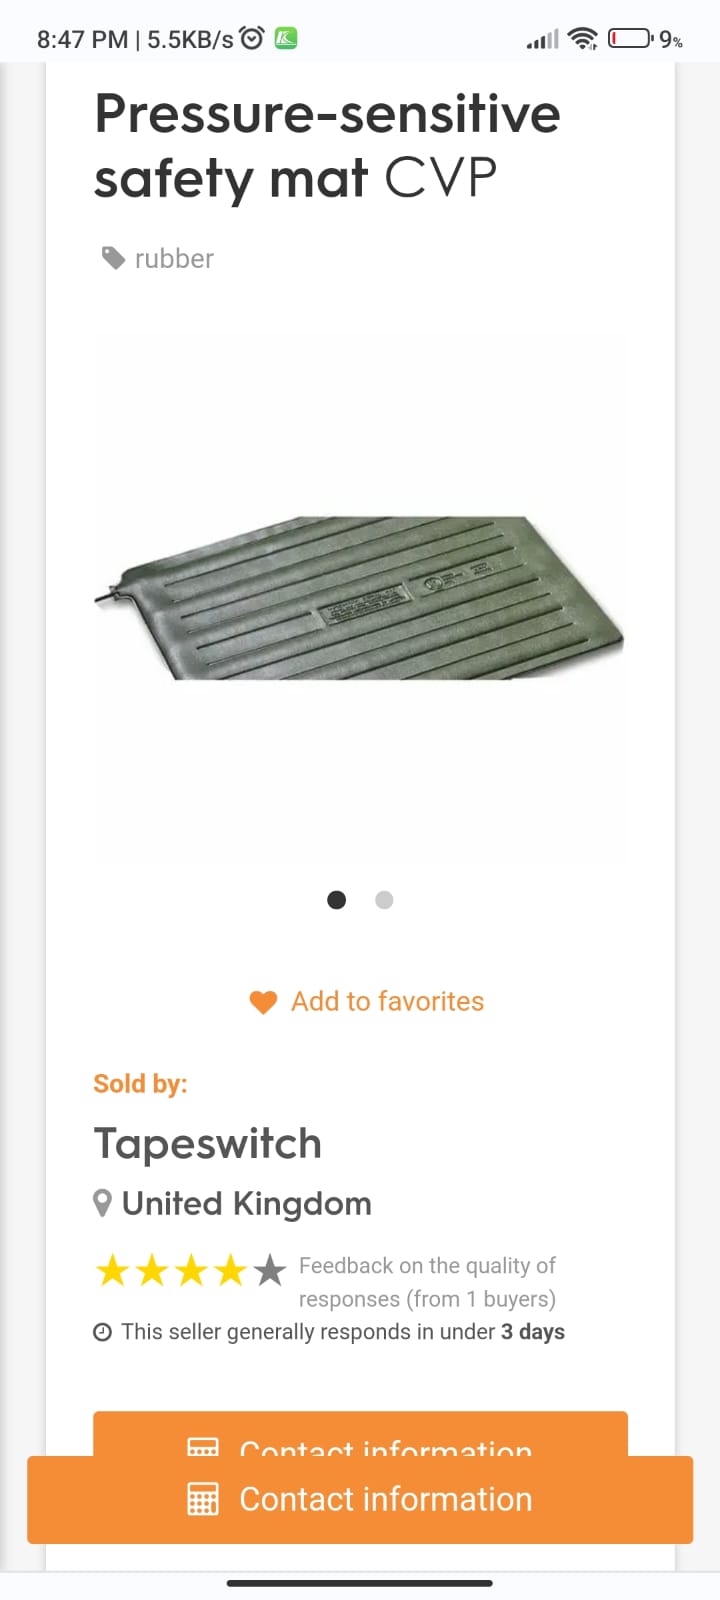 8:47 PM | 5.5KB/s
9%
Pressure-sensitive
safety mat CVP
rubber
Add to favorites
Sold by:
Tapeswitch
United Kingdom
Feedback on the quality of
responses (from 1 buyers)
This seller generally responds in under 3 days
Contact information
Contact information